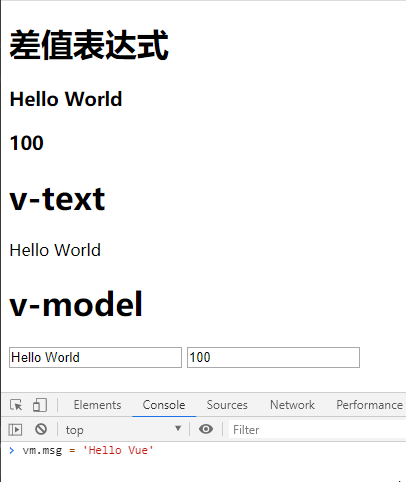 差值表达式
Hello World
100
v-text
Hello World
v-model
Hello World 100
Elements Console Sources Network Performance
top Filter
> vm.msg = 'Hello Vue'